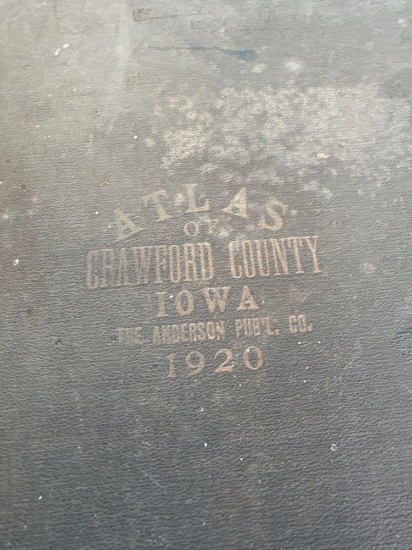 ATLAS
OF
CRAWFORD COUNTY
IOWA
THE ANDERSON PUB'L. CO.
1920